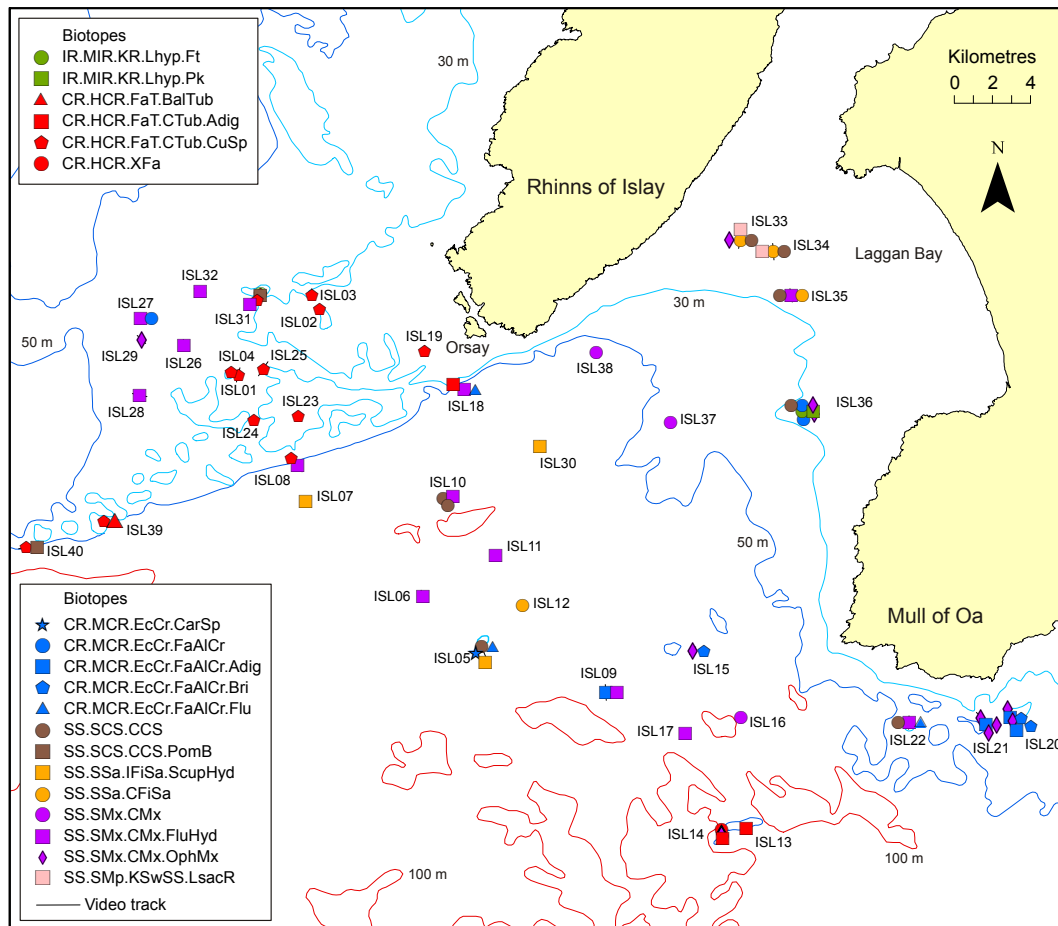 Biotopes
IR.MIR.KR.Lhyp.Ft
IR.MIR.KR.Lhyp.Pk
CR.HCR.FaT.BalTub
CR.HCR.FaT.CTub.Adig
CR.HCR.FaT.CTub.CuSp
CR.HCR.XFa
30 m
Kilometres
0 2 4
N
Rhinns of Islay
ISL33
ISL34
Laggan Bay
ISL32
ISL27
ISL03
ISL31
ISL02
ISL35
30 m
50 m
ISL29
ISL26
ISL19
Orsay
ISL04
ISL25
ISL38
ISL01
ISL28
ISL18
ISL36
ISL23
ISL24
ISL37
ISL30
ISL08
ISL10
ISL07
ISL39
ISL40
50 m
ISL11
ISL06
ISL12
Mull of Oa
ISL05
ISL15
ISL09
ISL16
ISL17
ISL22
ISL21
ISL20
ISL14
ISL13
100 m
100 m
Biotopes
CR.MCR.EcCr.CarSp
CR.MCR.EcCr.FaAlCr
CR.MCR.EcCr.FaAlCr.Adig
CR.MCR.EcCr.FaAlCr.Bri
CR.MCR.EcCr.FaAlCr.Flu
SS.SCS.CCS
SS.SCS.CCS.PomB
SS.SSa.IFiSa.ScupHyd
SS.SSa.CFiSa
SS.SMx.CMx
SS.SMx.CMx.FluHyd
SS.SMx.CMx.OphMx
SS.SMp.KSwSS.LsacR
Video track